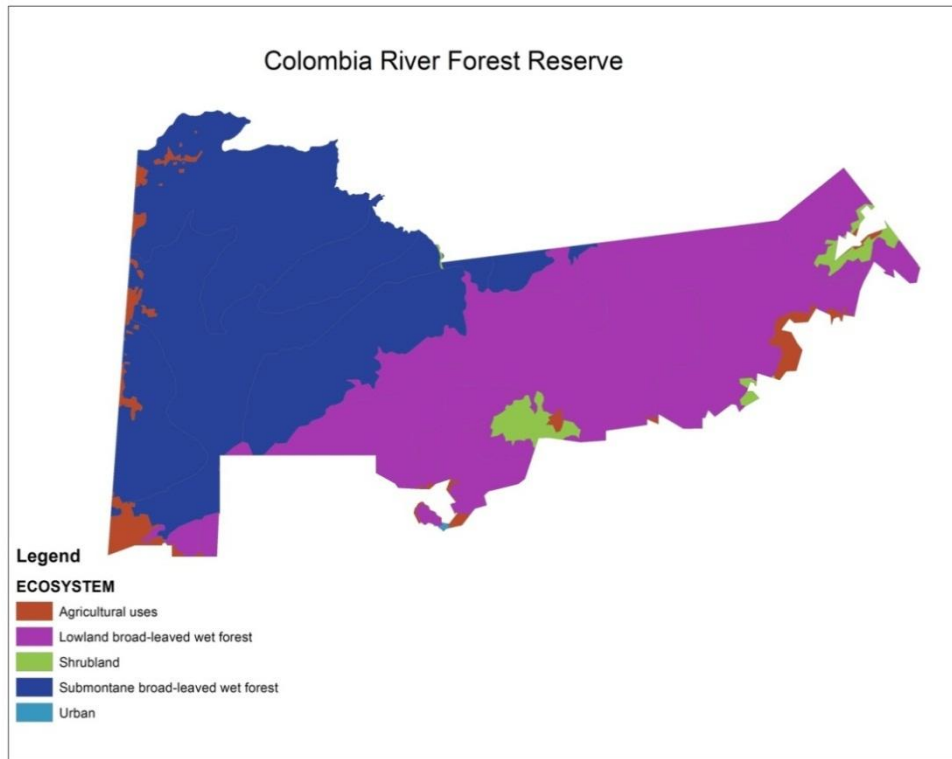 Colombia River Forest Reserve
Legend
ECOSYSTEM
Agricultural uses
Lowland broad-leaved wet forest
Shrubland
Submontane broad-leaved wet forest
Urban